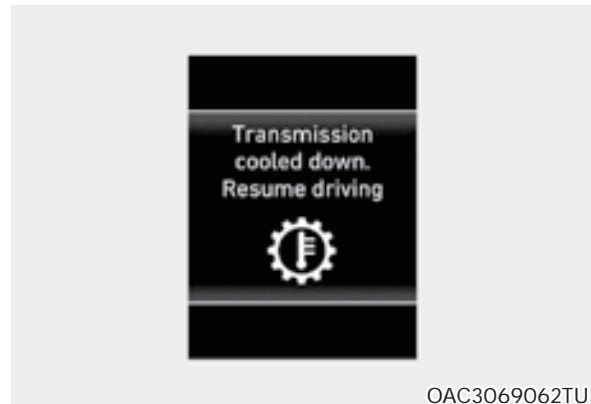 Transmission
cooled down.
Resume driving
OAC3069062TU